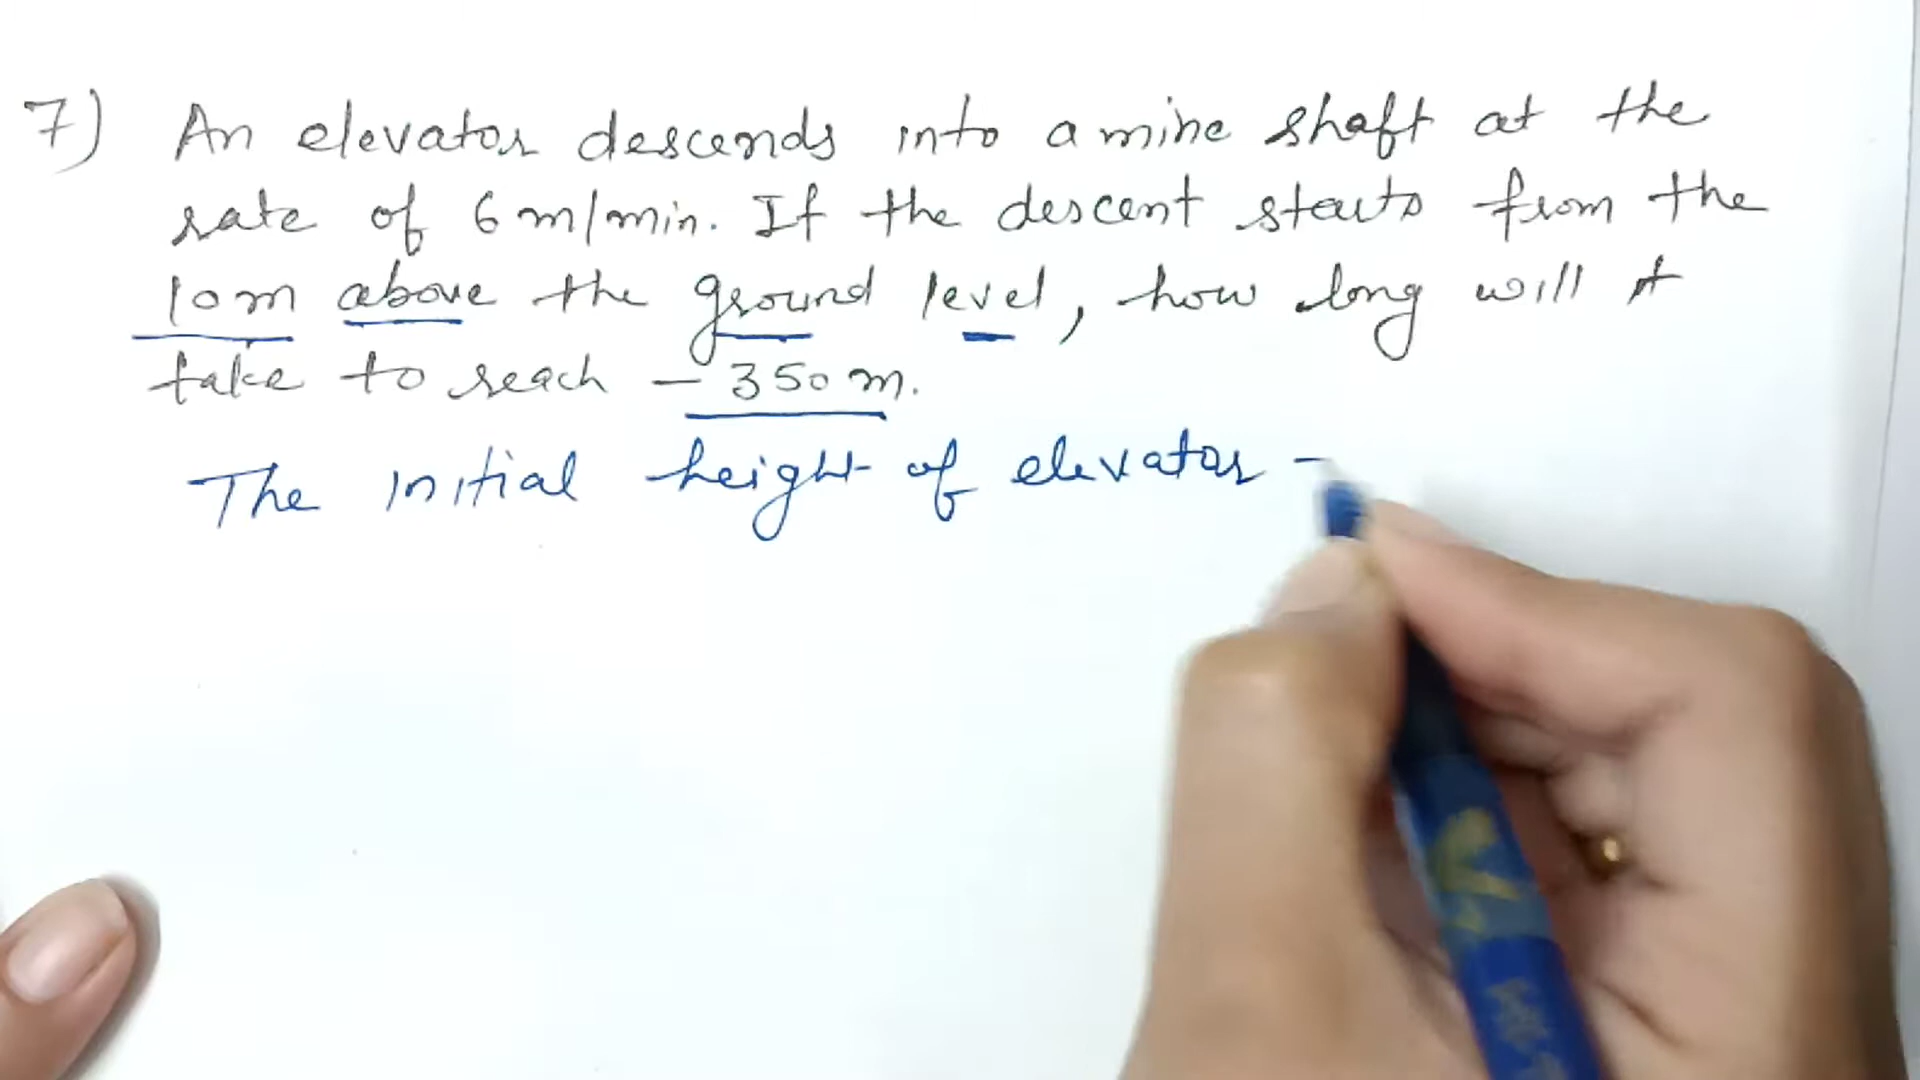 7) An elevator descends into a mine shaft at the
rate of 6 m/min. If the descent starts from the
10m above the ground level, how long will it
take to reach - 350 m.
The initial height of elevator -